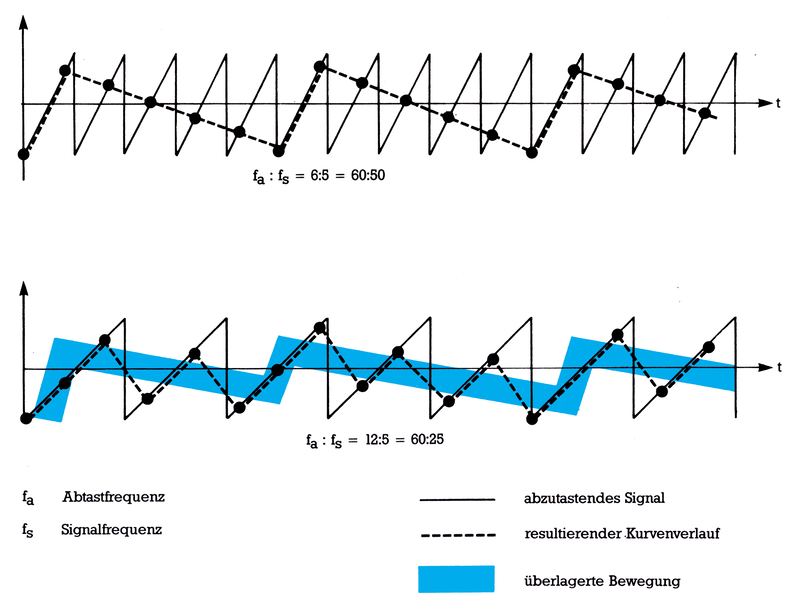 t
fa : fs = 6:5 = 60:50
t
fa : fs = 12:5 = 60:25
fa Abtastfrequenz
fs Signalfrequenz
abzutastendes Signal
resultierender Kurvenverlauf
überlagerte Bewegung